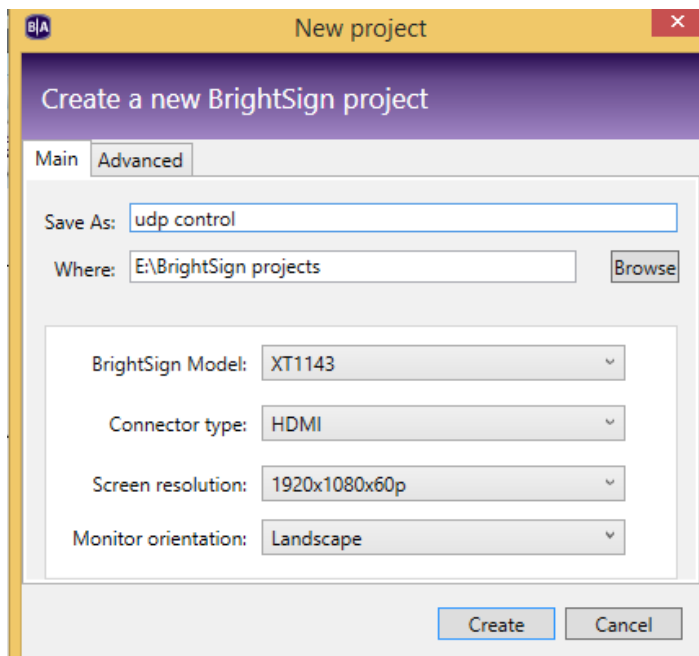 B|A New project
Create a new BrightSign project
Main Advanced
Save As: udp control
Where: E:\BrightSign projects Browse
BrightSign Model: XT1143
Connector type: HDMI
Screen resolution: 1920x1080x60p
Monitor orientation: Landscape
Create Cancel